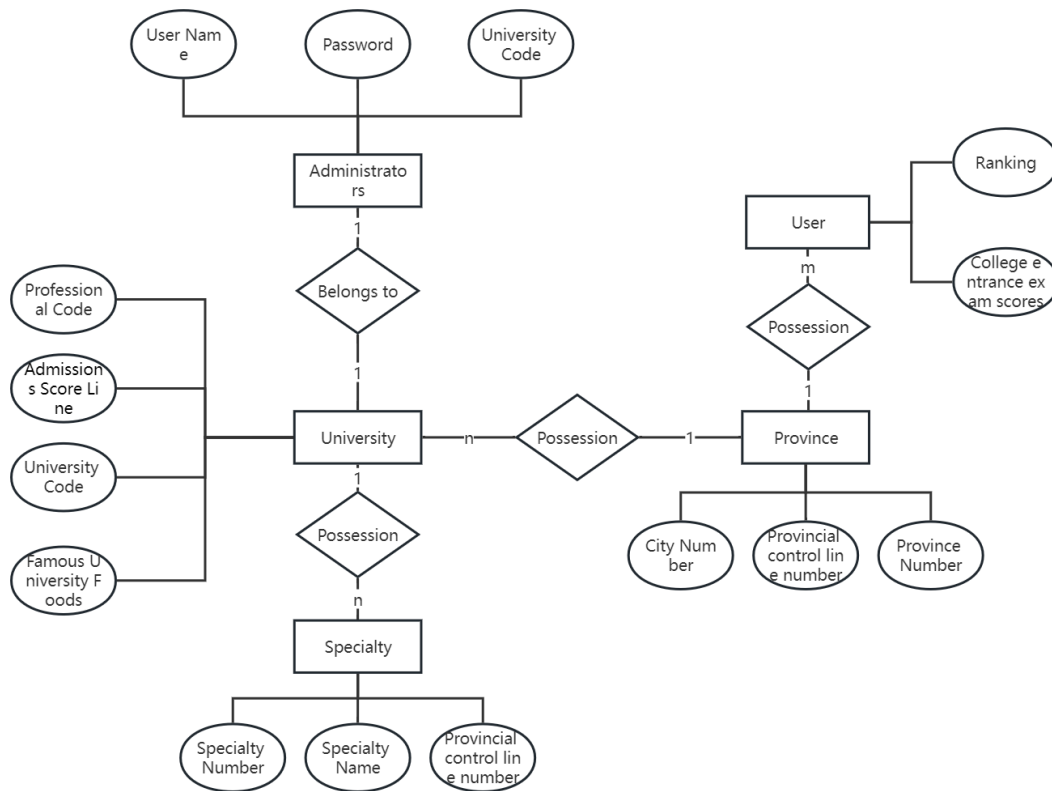 User Nam
e
Password
University
Code
Administrato
rs
Ranking
User
1
m
College e
ntrance ex
am scores
Belongs to
Profession
al Code
Possession
Admission
s Score Li
ne
1
1
University
n
Possession
1
Province
University
Code
1
Possession
City Num
ber
Provincial
control lin
e number
Province
Number
Famous U
niversity F
oods
n
Specialty
Specialty
Number
Specialty
Name
Provincial
control lin
e number